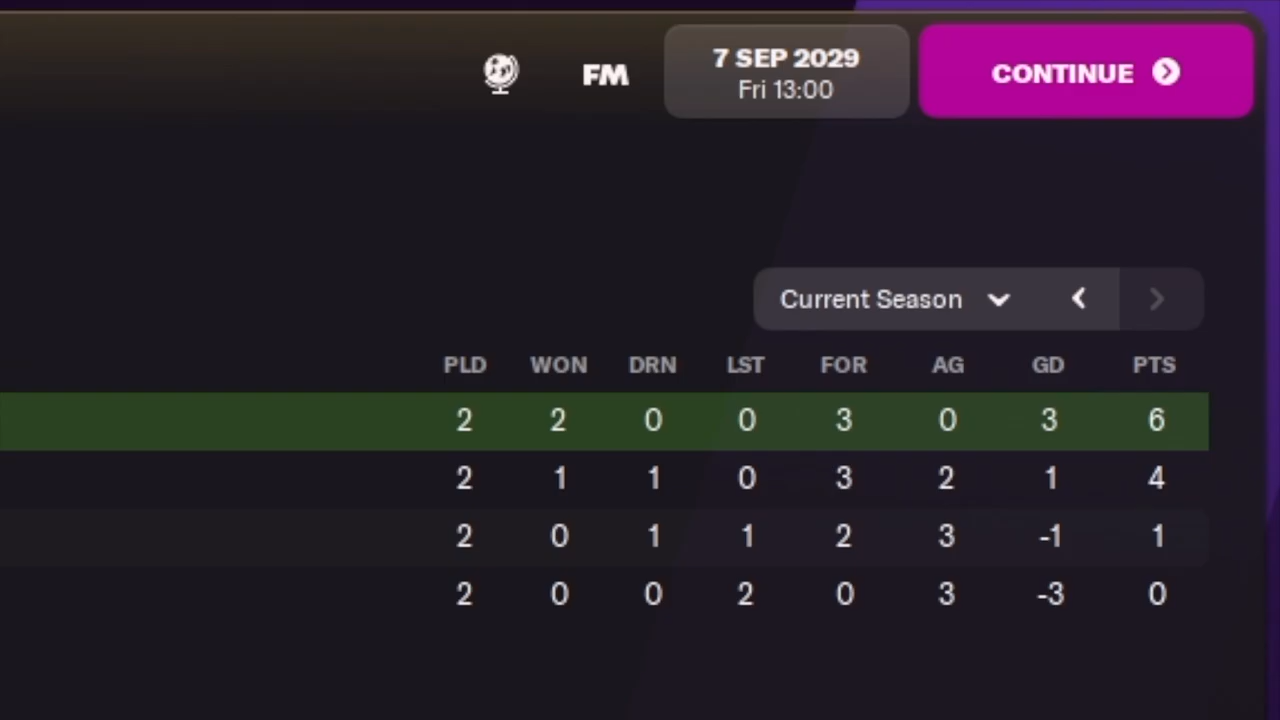 FM
7 SEP 2029
Fri 13:00
CONTINUE
Current Season
PLD WON DRN LST FOR AG GD PTS
2 2 0 0 3 0 3 6
2 1 1 0 3 2 1 4
2 0 1 1 2 3 -1 1
2 0 0 2 0 3 -3 0